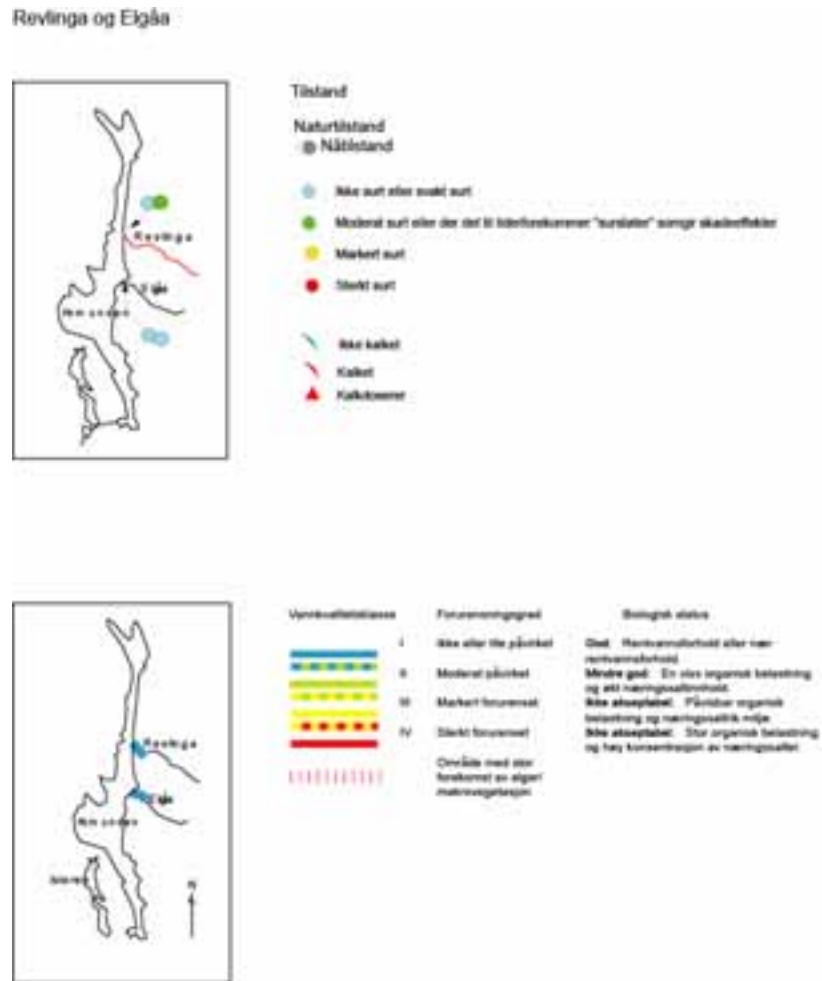 Revlinga og Elgåa
Tilstand
Naturtilstand
Nåtilstand
Ikke surt eller svakt surt
Moderat surt eller der det til tider forekommer "surstøter" som gir skadeeffekter
Markert surt
Sterkt surt
Ikke kalket
Kalket
Kalkdoserer
Revlinga
Elgåa
Vannkvalitetsklasse Forurensningsgrad Biologisk status
I Ikke eller lite påvirket God: Rentvannsforhold eller nær-
rentvannsforhold.
II Moderat påvirket Mindre god: En viss organisk belastning
og økt næringssaltinnhold.
III Markert forurenset Ikke akseptabel: Påvisbar organisk
belastning og næringssaltrik miljø.
IV Sterkt forurenset Ikke akseptabel: Stor organisk belastning
og høy konsentrasjon av næringssalter.
Område med stor
forekomst av alger/
makrovegetasjon
Revlinga
Elgåa
N